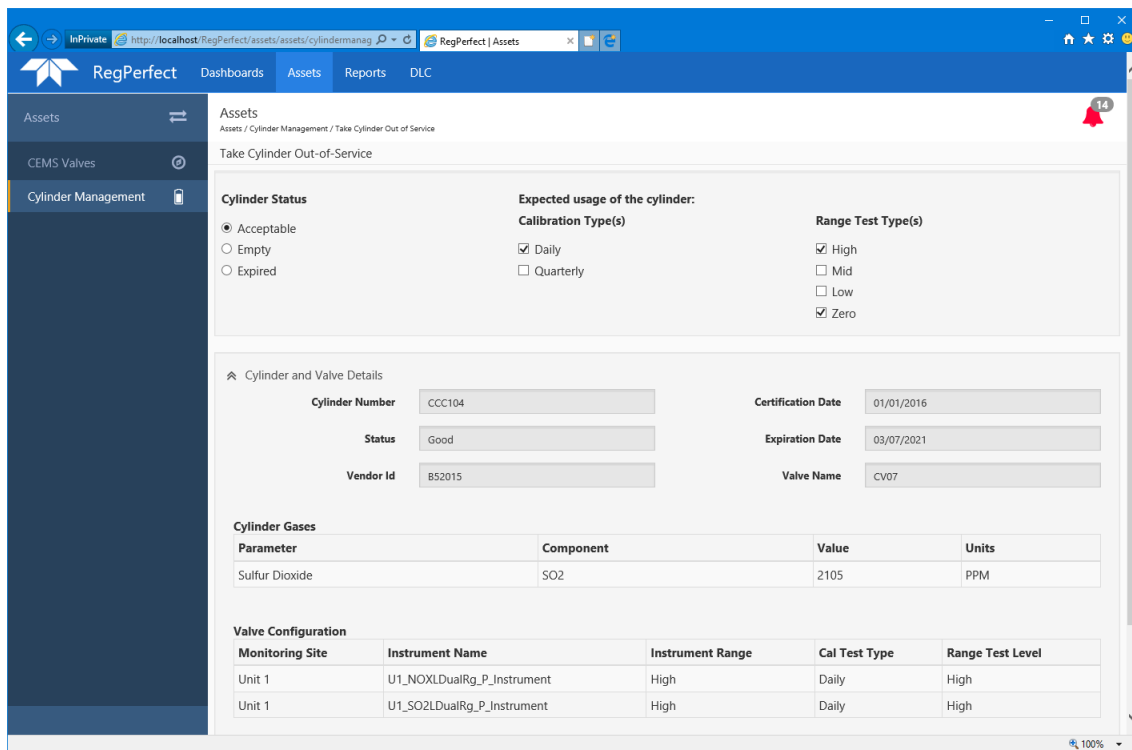 InPrivate http://localhost/RegPerfect/assets/assets/cylindermanag RegPerfect | Assets
RegPerfect Dashboards Assets Reports DLC
Assets
CEMS Valves
Cylinder Management
Assets 14
Assets / Cylinder Management / Take Cylinder Out of Service
Take Cylinder Out-of-Service
Cylinder Status
Acceptable
Empty
Expired
Expected usage of the cylinder:
Calibration Type(s)
Daily
Quarterly
Range Test Type(s)
High
Mid
Low
Zero
Cylinder and Valve Details
Cylinder Number CCC104 Certification Date 01/01/2016
Status Good Expiration Date 03/07/2021
Vendor Id B52015 Valve Name CV07
Cylinder Gases
Parameter Component Value Units
Sulfur Dioxide SO2 2105 PPM
Valve Configuration
Monitoring Site Instrument Name Instrument Range Cal Test Type Range Test Level
Unit 1 U1_NOXLDualRg_P_Instrument High Daily High
Unit 1 U1_SO2LDualRg_P_Instrument High Daily High
100%